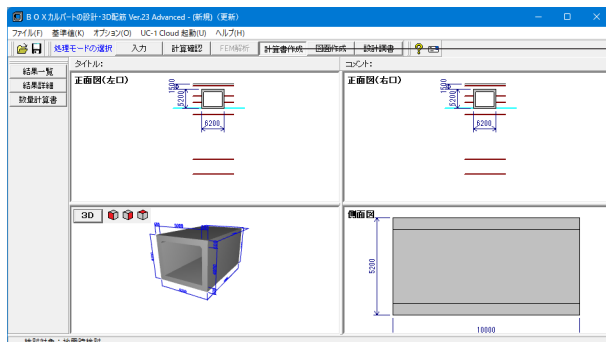 BOXカルバートの設計・3D配筋 Ver.23 Advanced - (新規) (更新)
ファイル(F) 基準値(K) オプション(O) UC-1 Cloud 起動(U) ヘルプ(H)
処理モードの選択 入力 計算確認 FEM解析 計算書作成 図面作成 設計調書
結果一覧
結果詳細
数量計算書
タイトル:
コメント:
正面図(左口)
1500
5200
6200
正面図(右口)
1500
5200
6200
3D
側面図
5200
10000